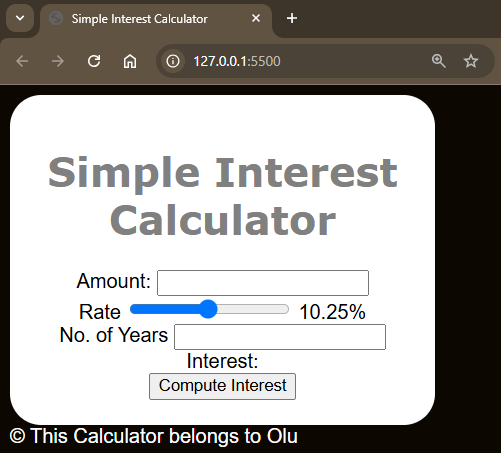 Simple Interest Calculator
127.0.0.1:5500
Simple Interest
Calculator
Amount:
Rate 10.25%
No. of Years
Interest:
Compute Interest
© This Calculator belongs to Olu